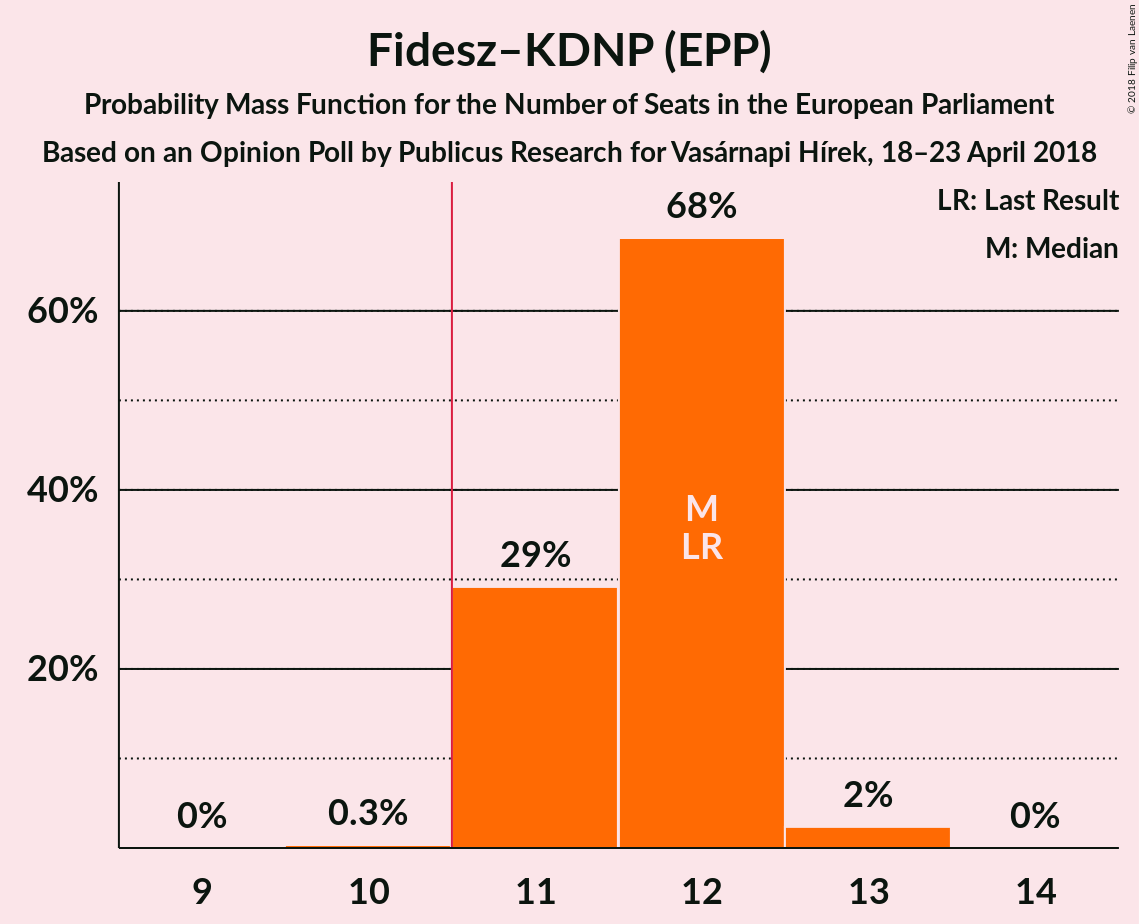 Fidesz–KDNP (EPP)
Probability Mass Function for the Number of Seats in the European Parliament
Based on an Opinion Poll by Publicus Research for Vasárnapi Hírek, 18–23 April 2018
© 2018 Filip van Laenen
LR: Last Result
M: Median
68%
60%
40%
M
LR
29%
20%
0%
0.3%
2%
0%
9
10
11
12
13
14